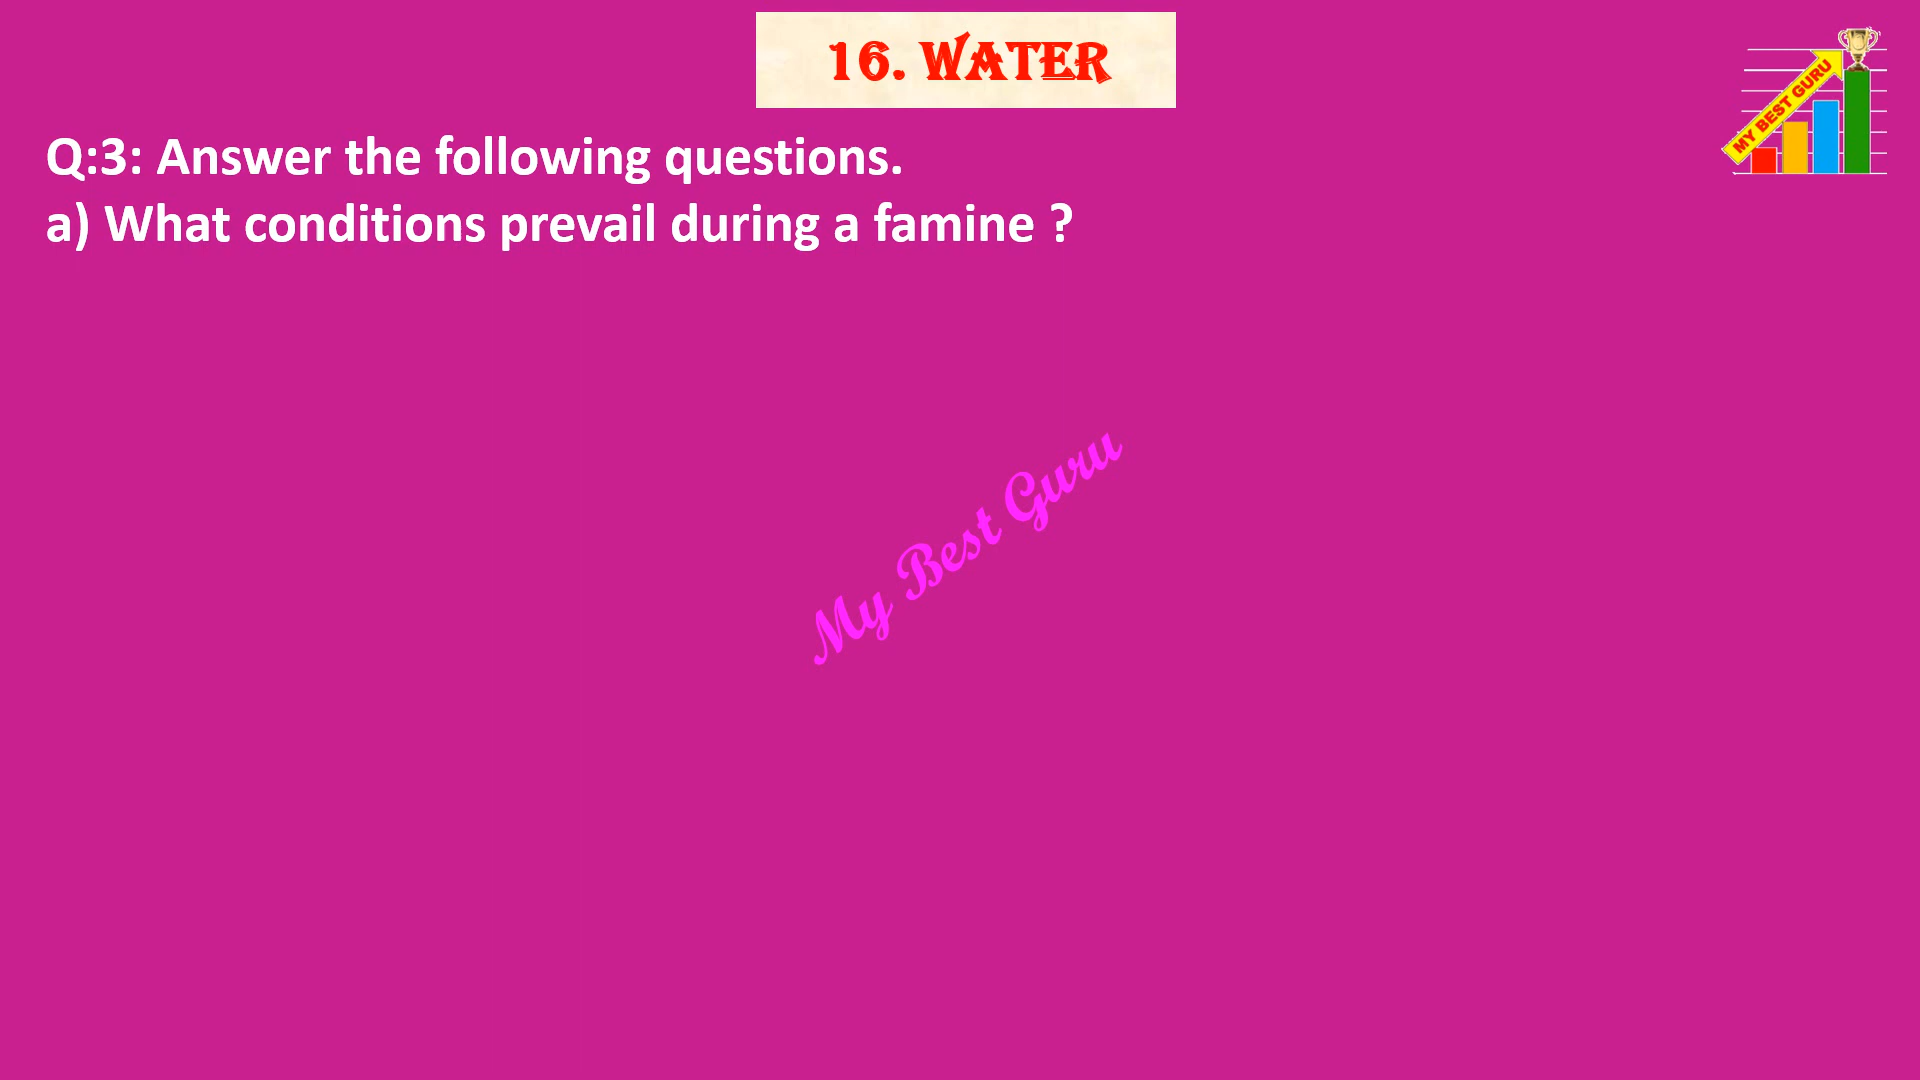 16. WATER
MY BEST GURU
Q:3: Answer the following questions.
a) What conditions prevail during a famine ?
My Best Guru